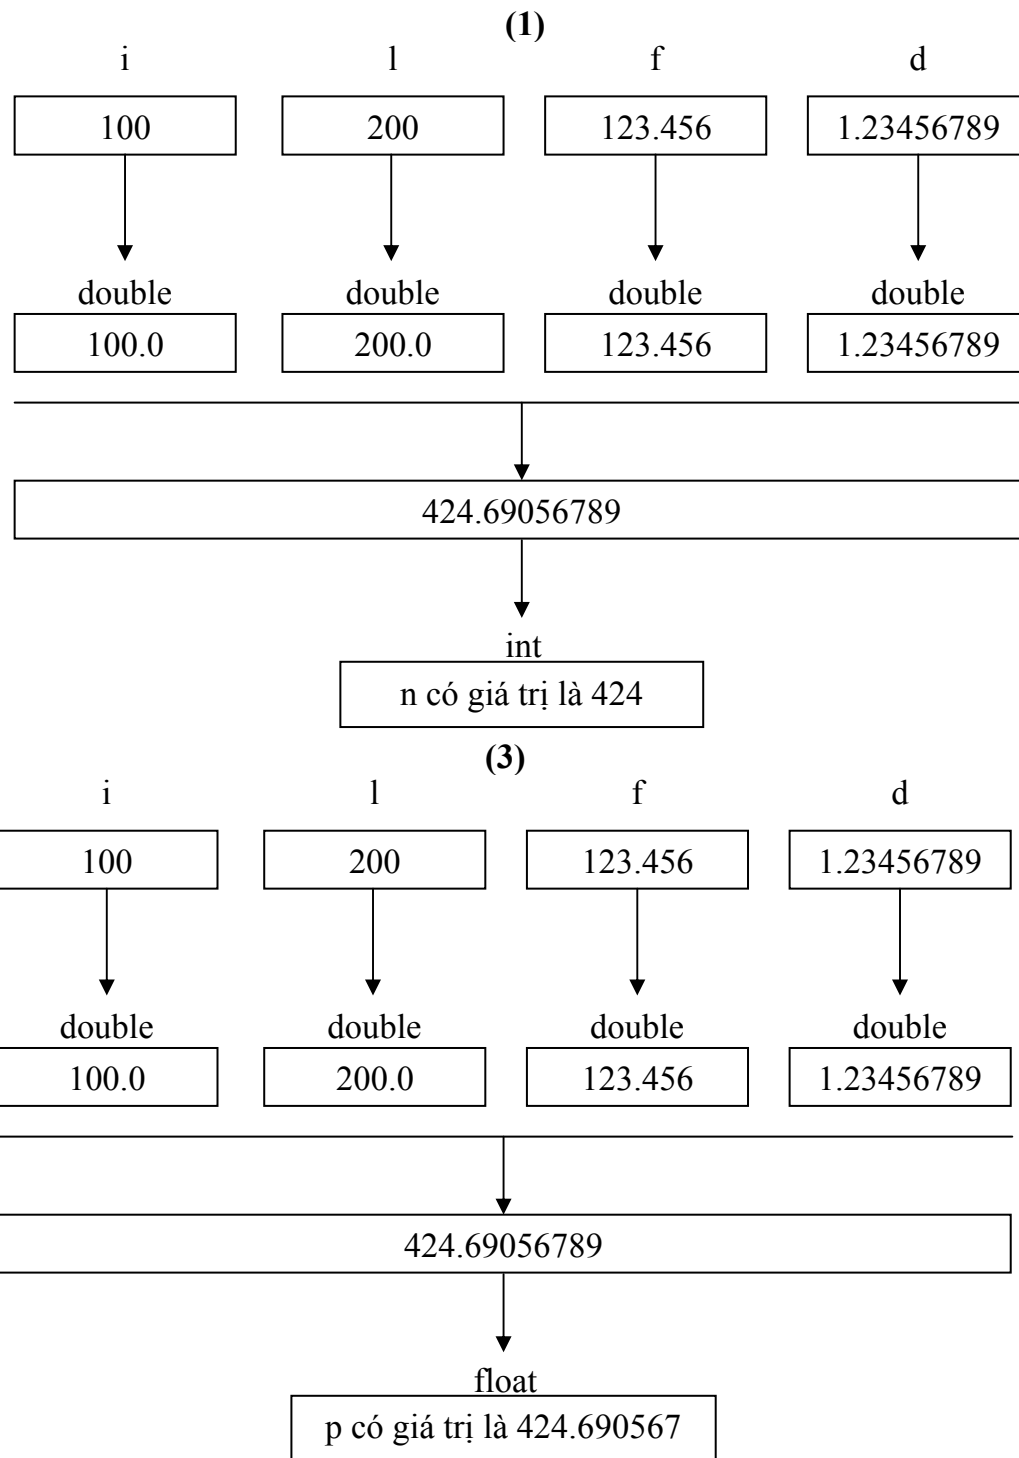 (1)
i l f d
100 200 123.456 1.23456789
double double double double
100.0 200.0 123.456 1.23456789
424.69056789
int
n có giá trị là 424
(3)
i l f d
100 200 123.456 1.23456789
double double double double
100.0 200.0 123.456 1.23456789
424.69056789
float
p có giá trị là 424.690567